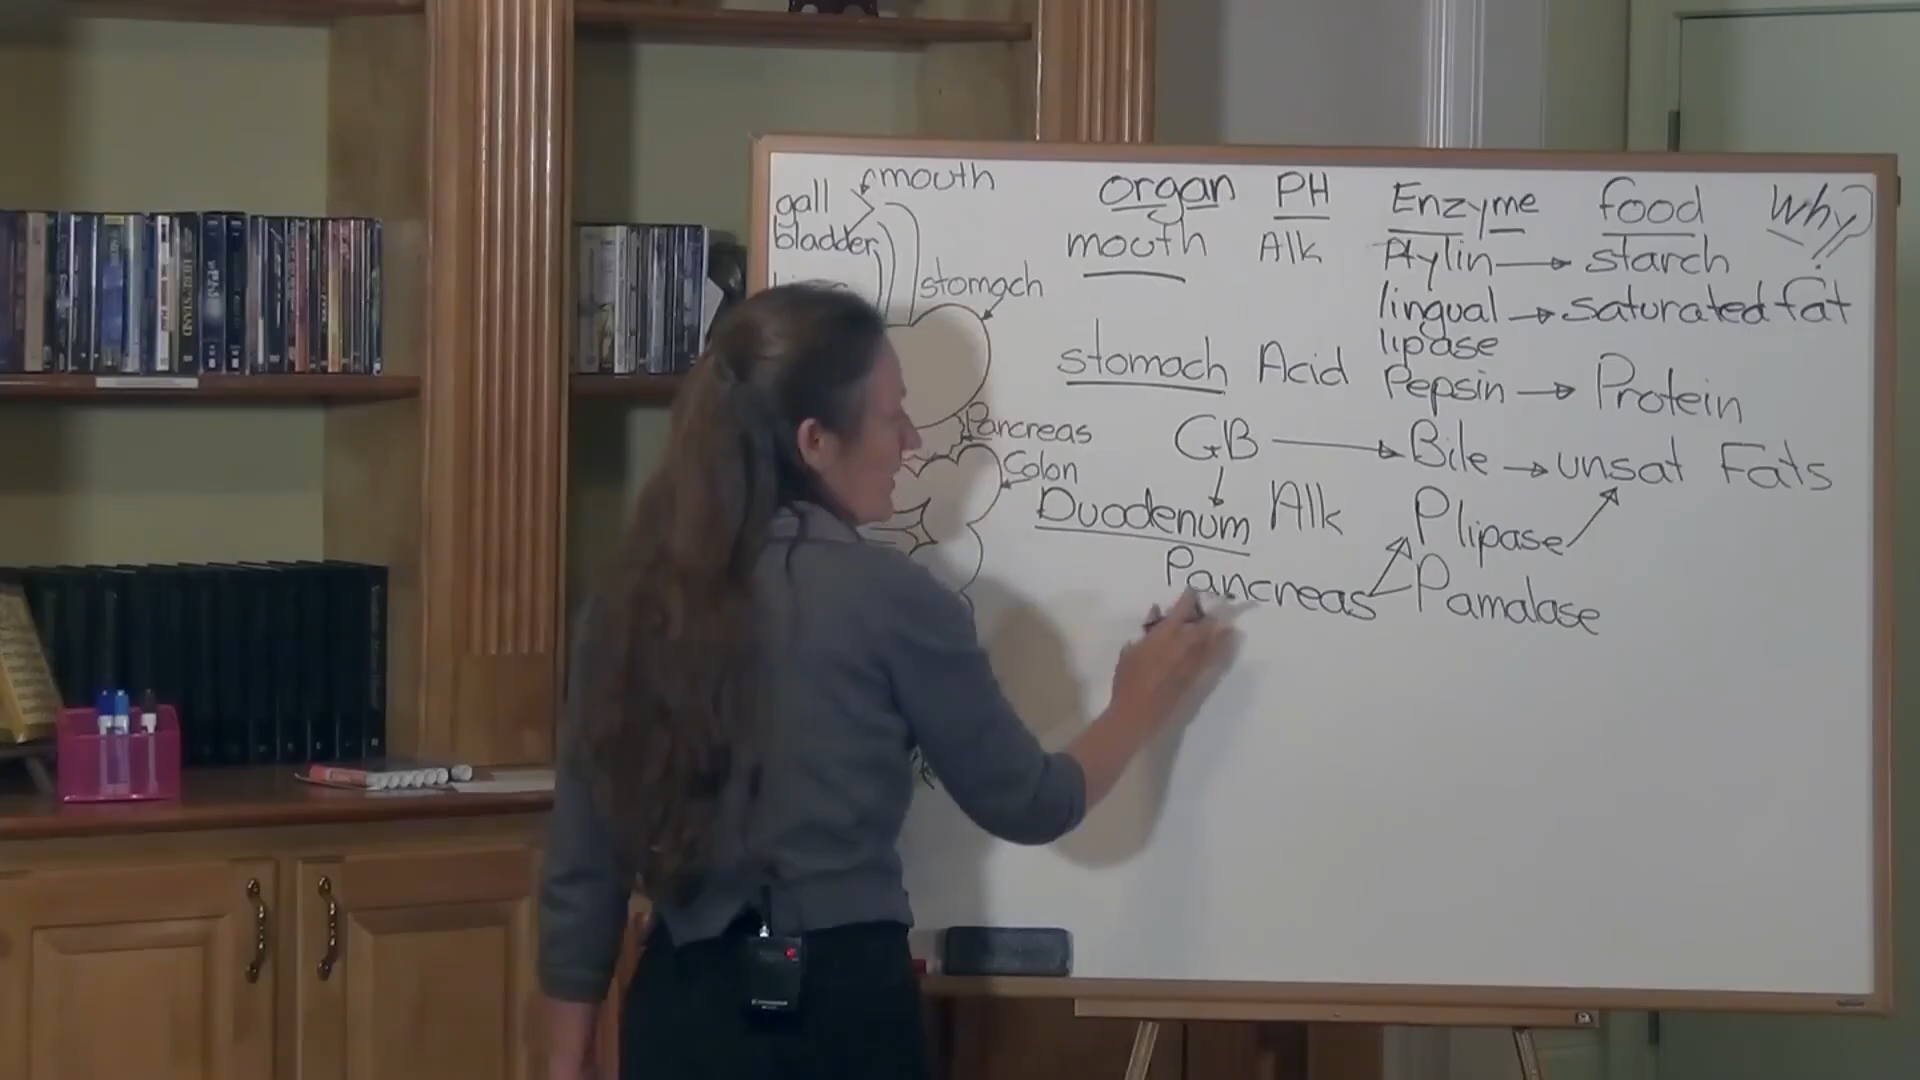 mouth
gall
bladder
stomach
Pancreas
Colon
organ PH Enzyme food Why?
mouth Alk Ptylin → starch
lingual → saturated fat
lipase
stomach Acid Pepsin → Protein
GB → Bile → unsat Fats
Duodenum Alk P lipase
Pancreas P amalase